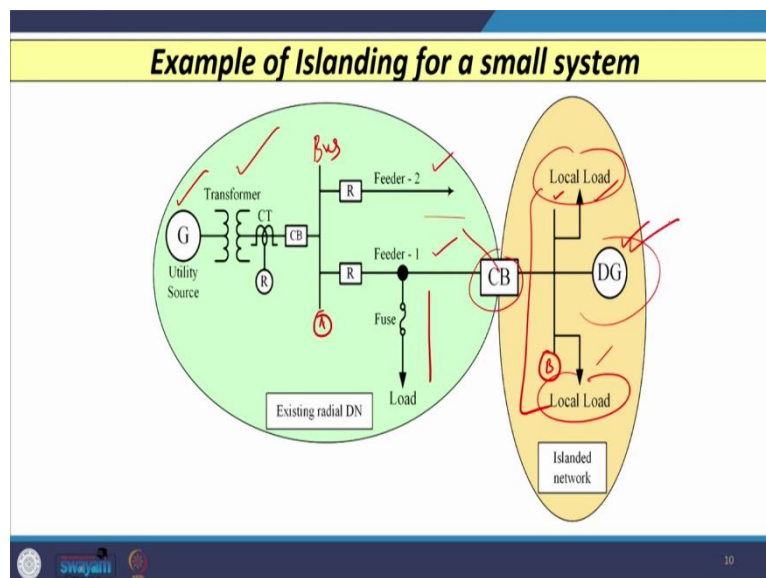 Example of Islanding for a small system
Bus
Transformer
CT
G
CB
R
Utility
Source
R
Feeder - 2
Feeder - 1
R
A
Fuse
Load
Existing radial DN
CB
Local Load
DG
B
Local Load
Islanded
network
swayam
10